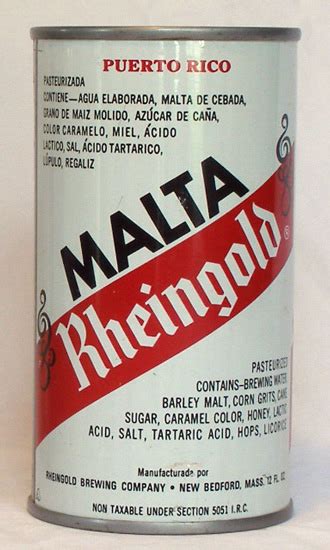 PUERTO RICO
PASTEURIZADA
CONTIENE—AGUA ELABORADA, MALTA DE CEBADA,
GRANO DE MAIZ MOLIDO, AZÚCAR DE CAÑA,
COLOR CARAMELO, MIEL, ÁCIDO
LACTICO, SAL, ÁCIDO TARTARICO,
LÚPULO, REGALIZ
MALTA
Rheingold®
PASTEURIZED
CONTAINS-BREWING WATER
BARLEY MALT, CORN GRITS, CANE
SUGAR, CARAMEL COLOR, HONEY, LACTIC
ACID, SALT, TARTARIC ACID, HOPS, LICORICE
Manufacturado por
RHEINGOLD BREWING COMPANY • NEW BEDFORD, MASS. 12 FL. OZ.
NON TAXABLE UNDER SECTION 5051 I.R.C.